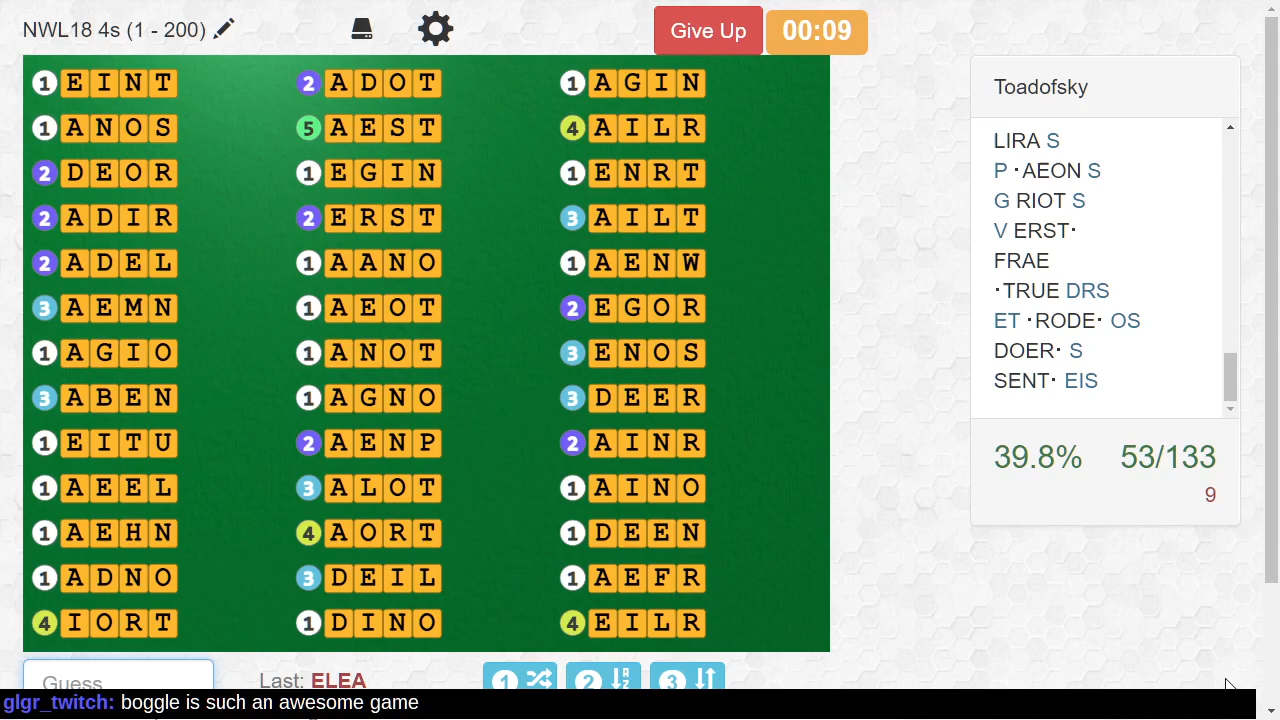 NWL18 4s (1 - 200)
Give Up
00:09
1 EINT 2 ADOT 1 AGIN
1 ANOS 5 AEST 4 AILR
2 DEOR 1 EGIN 1 ENRT
2 ADIR 2 ERST 3 AILT
2 ADEL 1 AANO 1 AENW
3 AEMN 1 AEOT 2 EGOR
1 AGIO 1 ANOT 3 ENOS
3 ABEN 1 AGNO 3 DEER
1 EITU 2 AENP 2 AINR
1 AEEL 3 ALOT 1 AINO
1 AEHN 4 AORT 1 DEEN
1 ADNO 3 DEIL 1 AEFR
4 IORT 1 DINO 4 EILR
Guess
Last: ELEA
1 2 AZ 3
Toadofsky
LIRA S
P ·AEON S
G RIOT S
V ERST·
FRAE
·TRUE DRS
ET ·RODE· OS
DOER· S
SENT· EIS
39.8% 53/133
9
glgr_twitch: boggle is such an awesome game